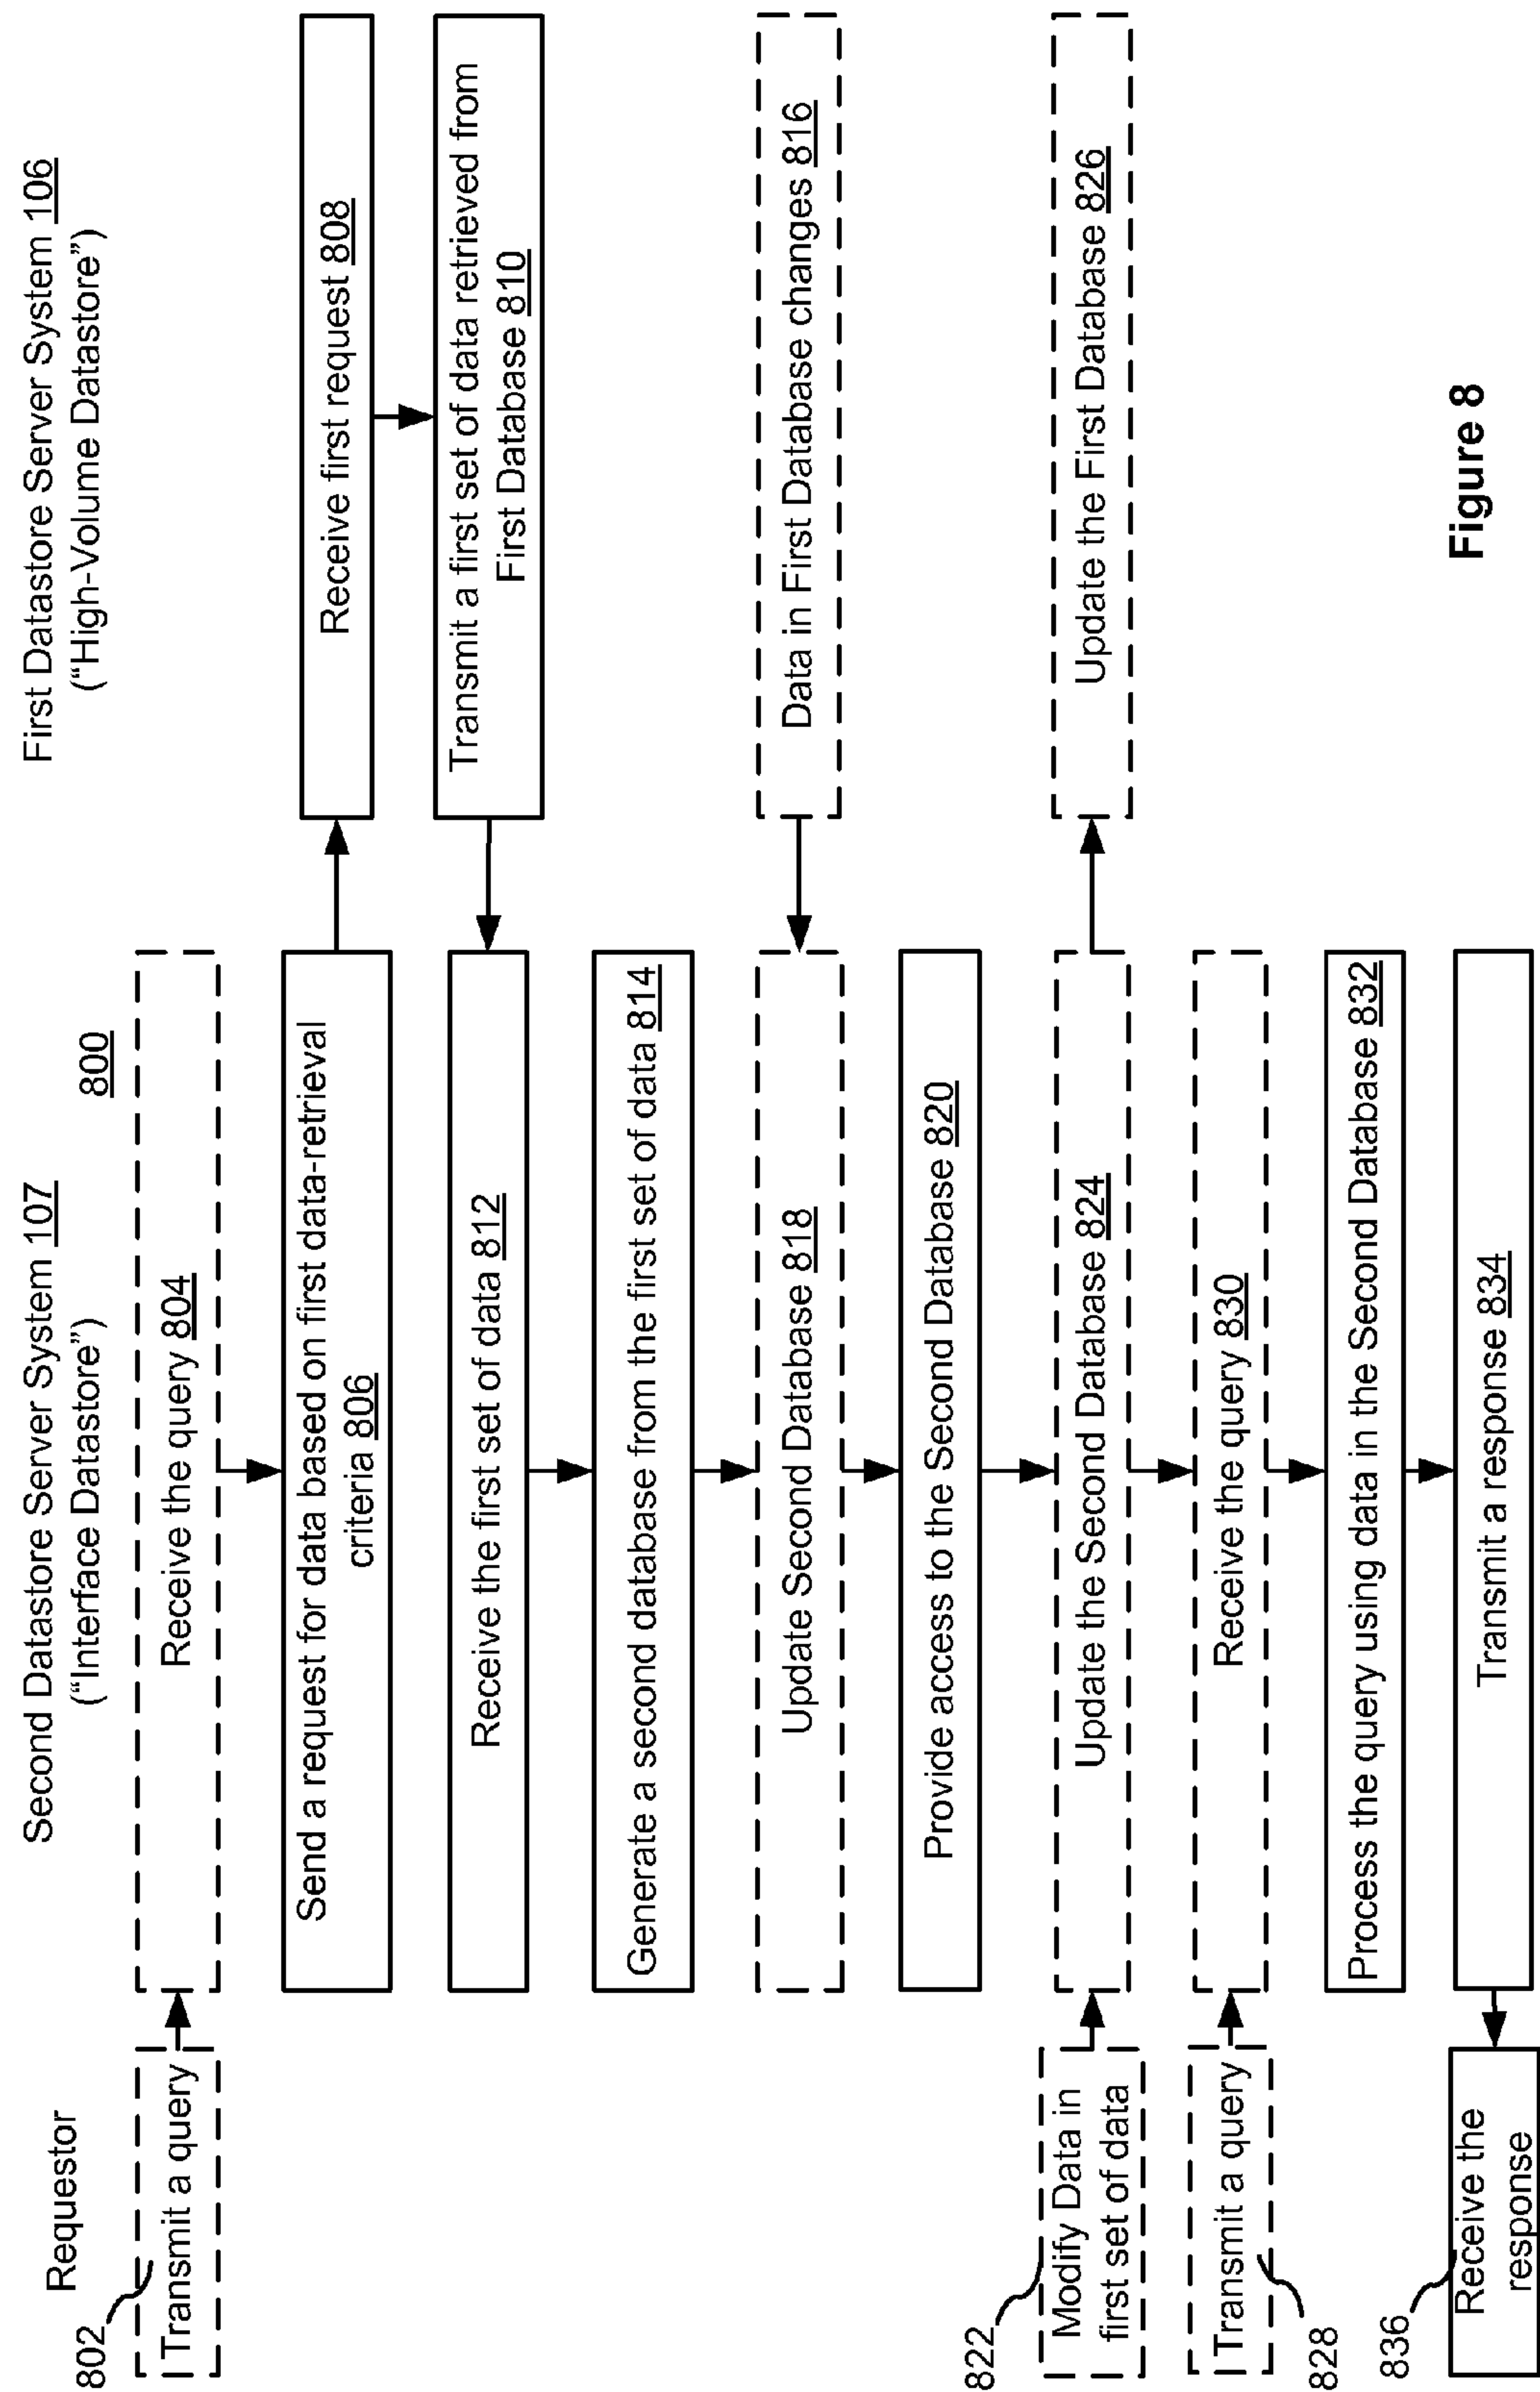 Requestor
Second Datastore Server System 107
("Interface Datastore")
First Datastore Server System 106
("High-Volume Datastore")
800
802
Transmit a query
Receive the query 804
Send a request for data based on first data-retrieval
criteria 806
Receive first request 808
Transmit a first set of data retrieved from
First Database 810
Receive the first set of data 812
Generate a second database from the first set of data 814
Data in First Database changes 816
Update Second Database 818
Provide access to the Second Database 820
822
Modify Data in
first set of data
Update the Second Database 824
Update the First Database 826
Transmit a query
828
Receive the query 830
Process the query using data in the Second Database 832
Transmit a response 834
836
Receive the
response
Figure 8